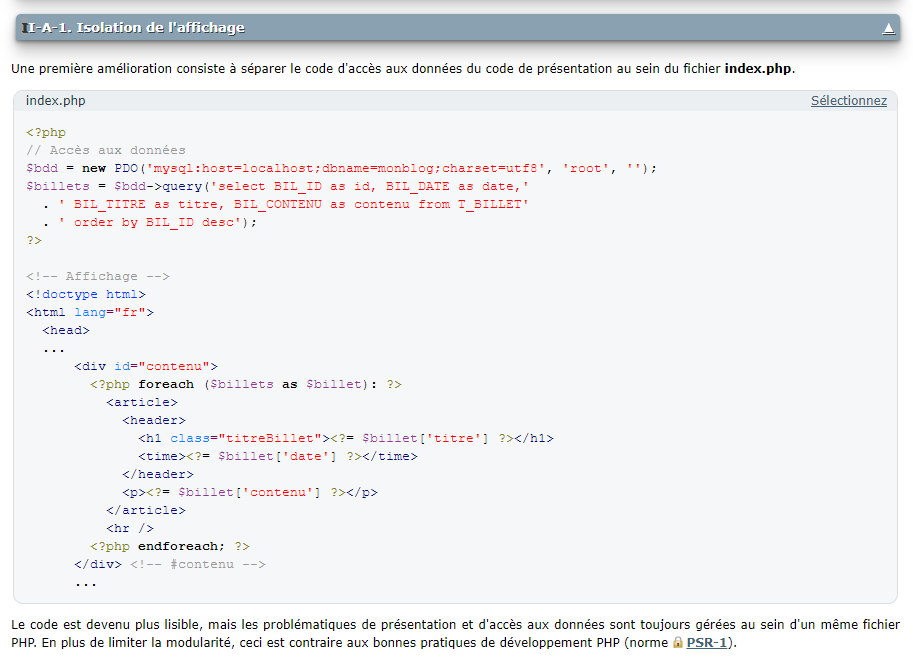 II-A-1. Isolation de l'affichage
Une première amélioration consiste à séparer le code d'accès aux données du code de présentation au sein du fichier index.php.
index.php Sélectionnez
<?php
// Accès aux données
$bdd = new PDO('mysql:host=localhost;dbname=monblog;charset=utf8', 'root', '');
$billets = $bdd->query('select BIL_ID as id, BIL_DATE as date,'
. ' BIL_TITRE as titre, BIL_CONTENU as contenu from T_BILLET'
. ' order by BIL_ID desc');
?>
<!-- Affichage -->
<!doctype html>
<html lang="fr">
<head>
...
<div id="contenu">
<?php foreach ($billets as $billet): ?>
<article>
<header>
<h1 class="titreBillet"><?= $billet['titre'] ?></h1>
<time><?= $billet['date'] ?></time>
</header>
<p><?= $billet['contenu'] ?></p>
</article>
<hr />
<?php endforeach; ?>
</div> <!-- #contenu -->
...
Le code est devenu plus lisible, mais les problématiques de présentation et d'accès aux données sont toujours gérées au sein d'un même fichier
PHP. En plus de limiter la modularité, ceci est contraire aux bonnes pratiques de développement PHP (norme PSR-1).